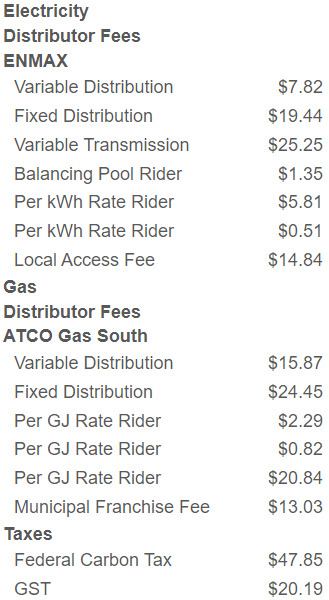 Electricity
Distributor Fees
ENMAX
Variable Distribution $7.82
Fixed Distribution $19.44
Variable Transmission $25.25
Balancing Pool Rider $1.35
Per kWh Rate Rider $5.81
Per kWh Rate Rider $0.51
Local Access Fee $14.84
Gas
Distributor Fees
ATCO Gas South
Variable Distribution $15.87
Fixed Distribution $24.45
Per GJ Rate Rider $2.29
Per GJ Rate Rider $0.82
Per GJ Rate Rider $20.84
Municipal Franchise Fee $13.03
Taxes
Federal Carbon Tax $47.85
GST $20.19